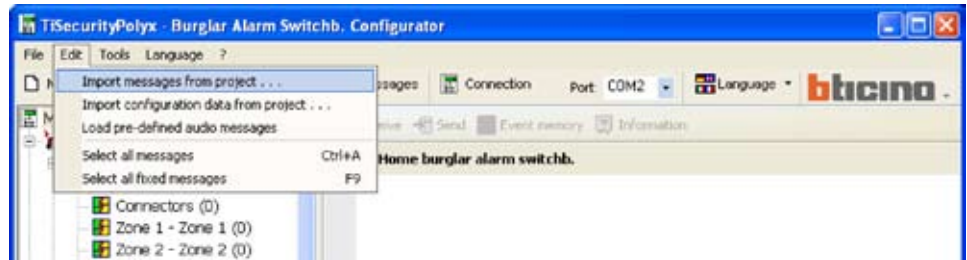 TiSecurityPolyx - Burglar Alarm Switchb. Configurator
File Edit Tools Language ?
Import messages from project . . .
Import configuration data from project . . .
Load pre-defined audio messages
Select all messages Ctrl+A
Select all fixed messages F9
Connection Port: COM2 Language
bticino
Send Event memory Information
Home burglar alarm switchb.
Connectors (0)
Zone 1 - Zone 1 (0)
Zone 2 - Zone 2 (0)